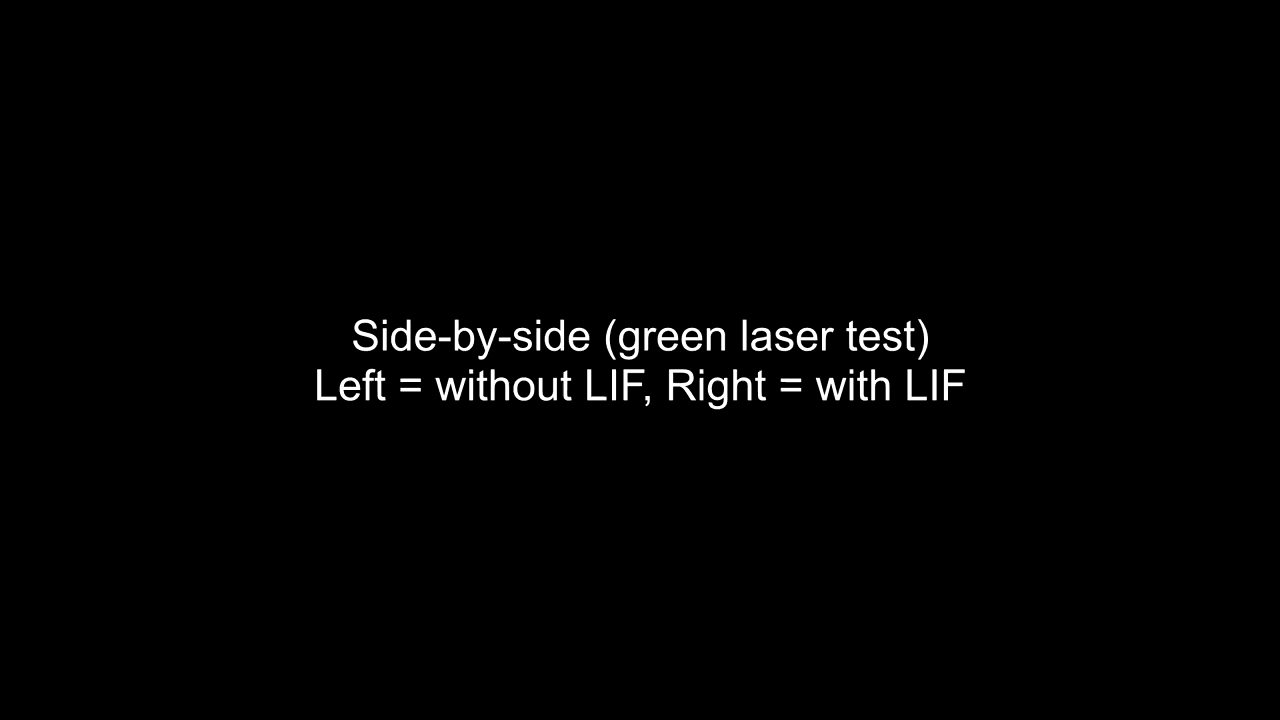 Side-by-side (green laser test)
Left = without LIF, Right = with LIF